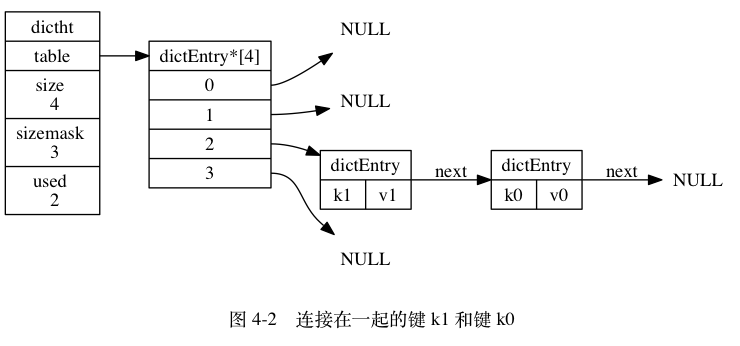 dictht
table
size
4
sizemask
3
used
2
dictEntry*[4]
0
1
2
3
NULL
NULL
dictEntry
k1 v1
next
dictEntry
k0 v0
next
NULL
NULL
图 4-2 连接在一起的键 k1 和键 k0